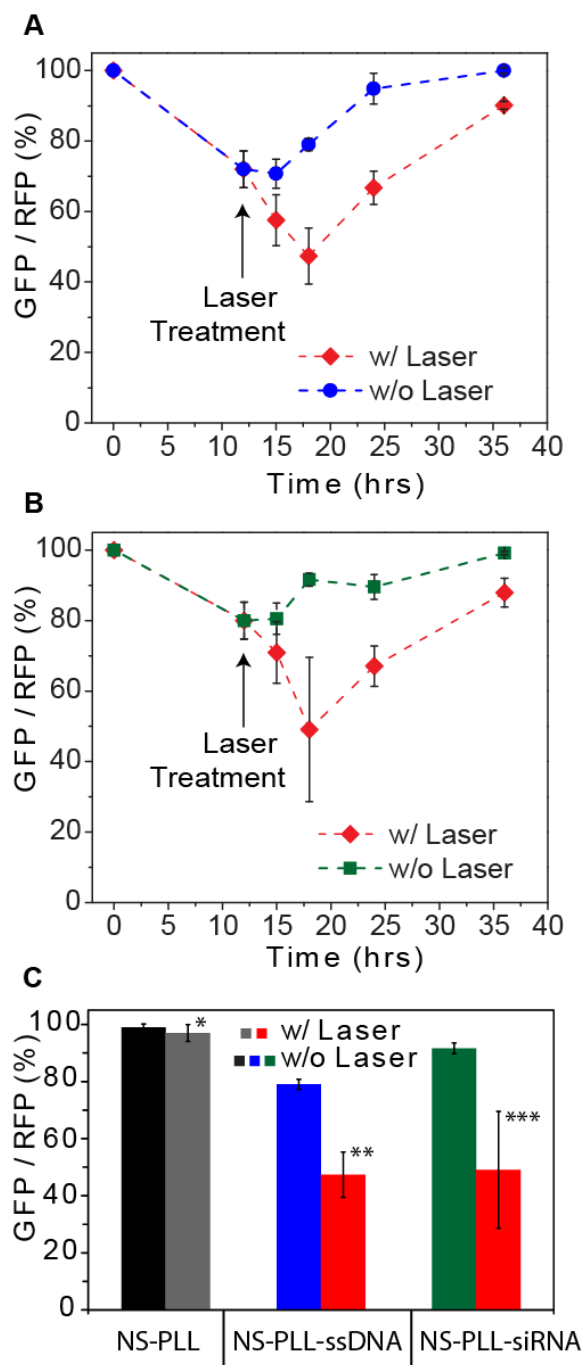 A
GFP / RFP (%)
100
80
60
40
20
0
Laser
Treatment
w/ Laser
w/o Laser
0 5 10 15 20 25 30 35 40
Time (hrs)
B
GFP / RFP (%)
100
80
60
40
20
0
Laser
Treatment
w/ Laser
w/o Laser
0 5 10 15 20 25 30 35 40
Time (hrs)
C
GFP / RFP (%)
100
80
60
40
20
0
* w/ Laser
w/o Laser
**
***
NS-PLL NS-PLL-ssDNA NS-PLL-siRNA